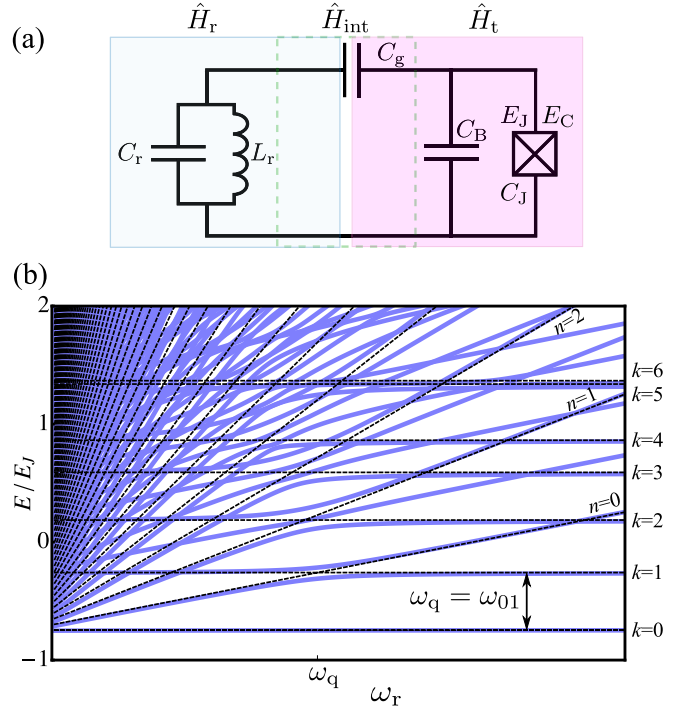 (a)
Ĥr Ĥint Ĥt
Cg
Cr Lr CB EJ EC
CJ
(b)
2
1
0
−1
E/EJ
n=2
n=1
n=0
k=6
k=5
k=4
k=3
k=2
k=1
k=0
ωq = ω01
ωq
ωr